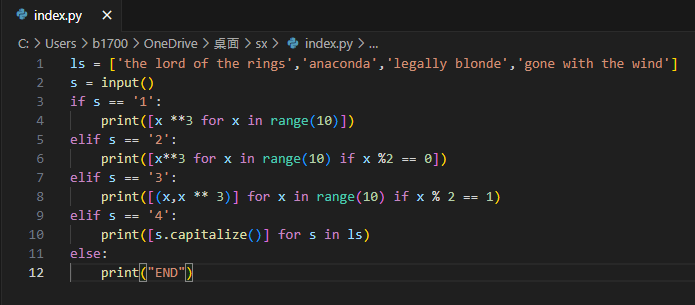 index.py
C: > Users > b1700 > OneDrive > 桌面 > sx > index.py > ...
1 ls = ['the lord of the rings','anaconda','legally blonde','gone with the wind']
2 s = input()
3 if s == '1':
4     print([x **3 for x in range(10)])
5 elif s == '2':
6     print([x**3 for x in range(10) if x %2 == 0])
7 elif s == '3':
8     print([(x,x ** 3)] for x in range(10) if x % 2 == 1)
9 elif s == '4':
10     print([s.capitalize()] for s in ls)
11 else:
12     print("END")